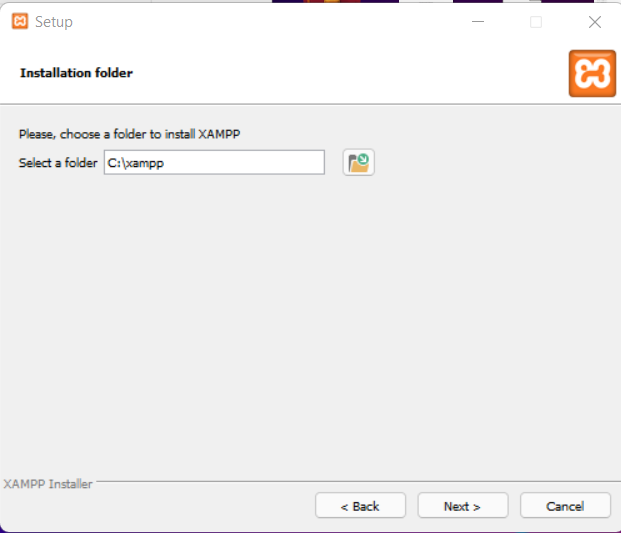 Setup
Installation folder
Please, choose a folder to install XAMPP
Select a folder C:\xampp
XAMPP Installer
< Back Next > Cancel